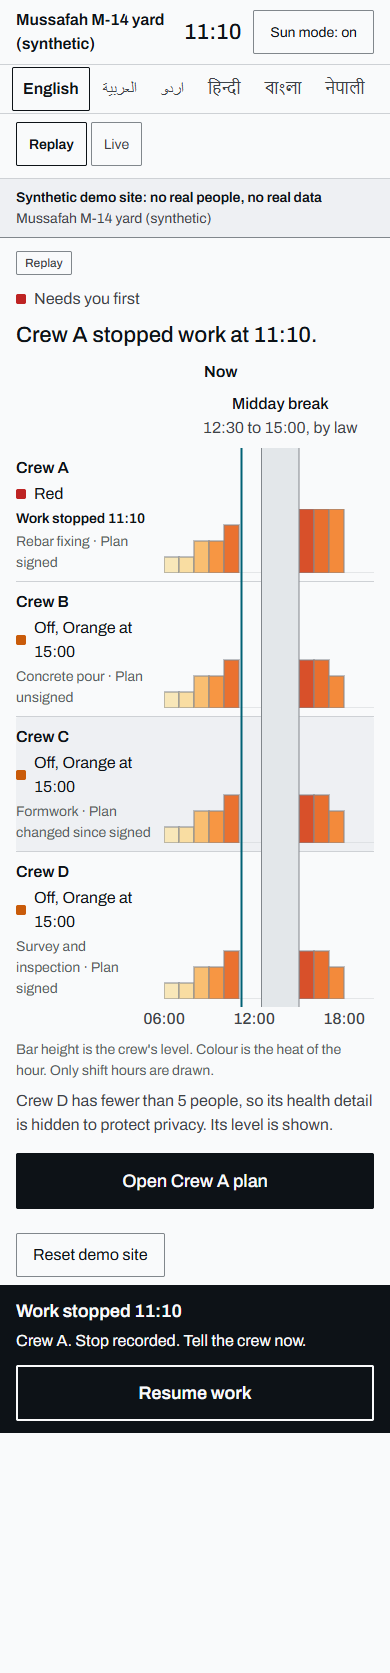 Mussafah M-14 yard
(synthetic)
11:10
Sun mode: on
English
العربية
اردو
हिन्दी
বাংলা
नेपाली
Replay
Live
Synthetic demo site: no real people, no real data
Mussafah M-14 yard (synthetic)
Replay
Needs you first
Crew A stopped work at 11:10.
Now
Midday break
12:30 to 15:00, by law
Crew A
Red
Work stopped 11:10
Rebar fixing · Plan
signed
Crew B
Off, Orange at
15:00
Concrete pour · Plan
unsigned
Crew C
Off, Orange at
15:00
Formwork · Plan
changed since signed
Crew D
Off, Orange at
15:00
Survey and
inspection · Plan
signed
06:00
12:00
18:00
Bar height is the crew's level. Colour is the heat of the
hour. Only shift hours are drawn.
Crew D has fewer than 5 people, so its health detail
is hidden to protect privacy. Its level is shown.
Open Crew A plan
Reset demo site
Work stopped 11:10
Crew A. Stop recorded. Tell the crew now.
Resume work